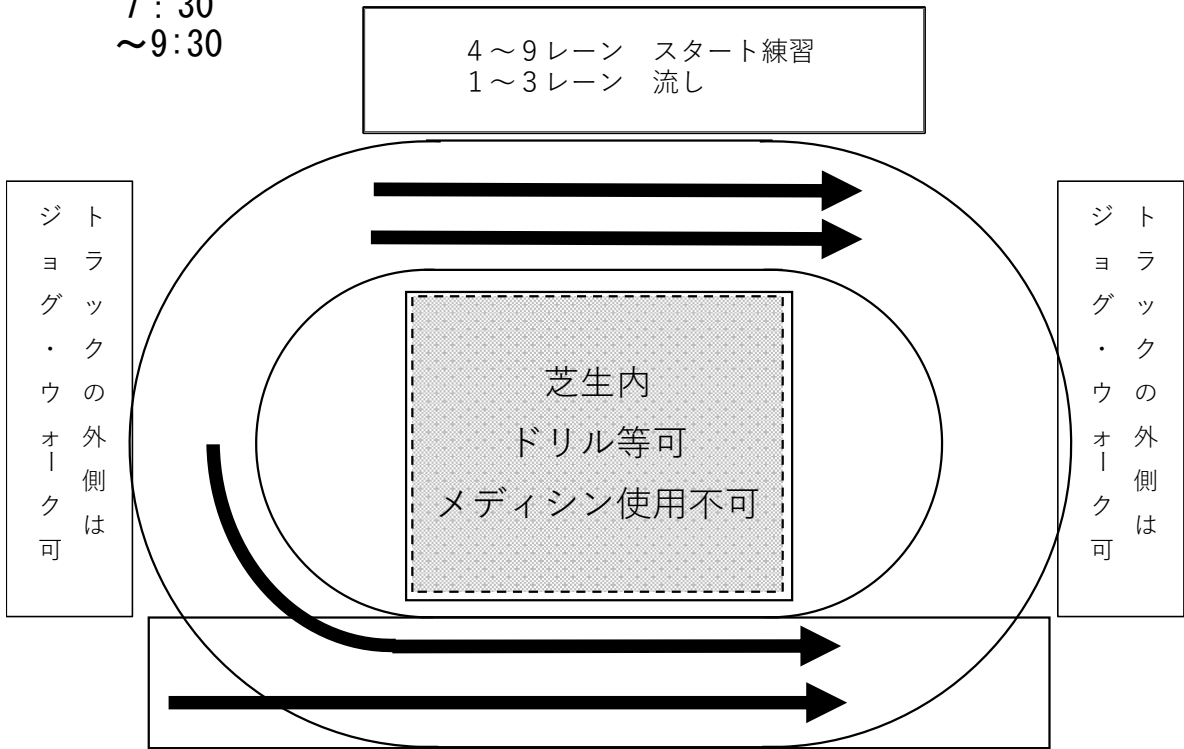 7：30
～9:30
4～9レーン　スタート練習
1～3レーン　流し
トラックの外側は
ジョグ・ウォーク可
芝生内
ドリル等可
メディシン使用不可
トラックの外側は
ジョグ・ウォーク可